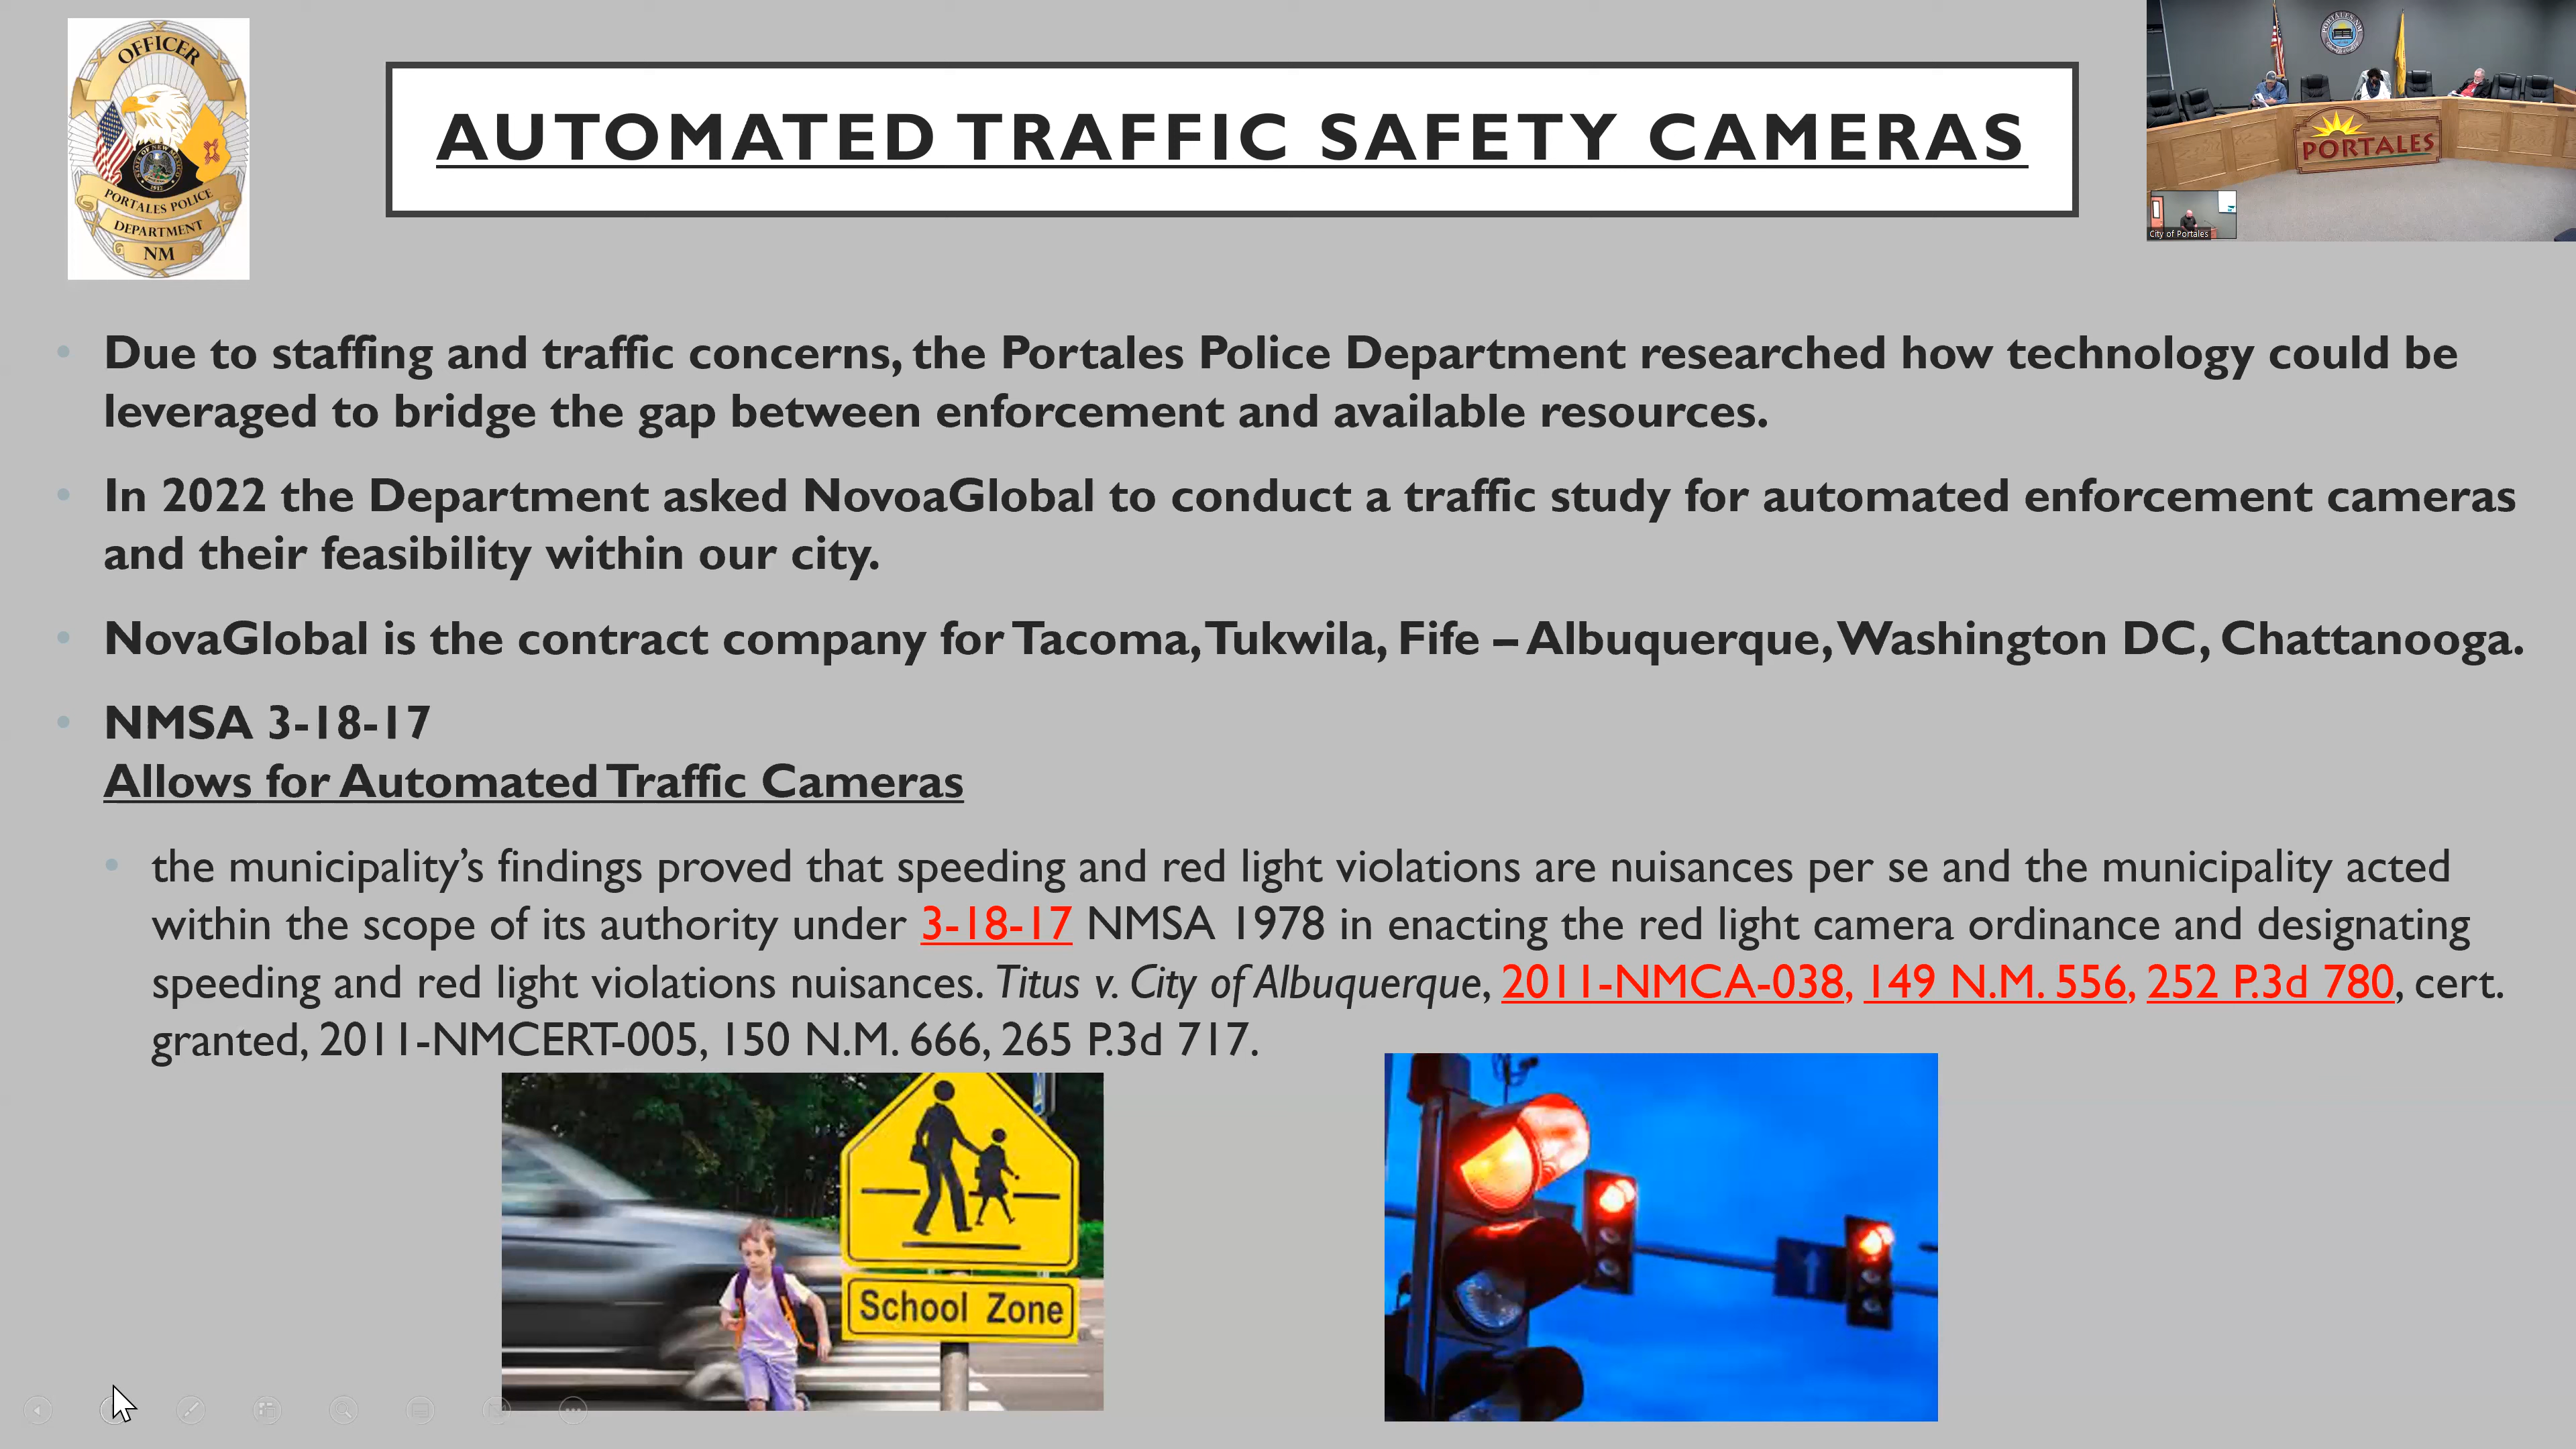 OFFICER
PORTALES POLICE
DEPARTMENT
NM
AUTOMATED TRAFFIC SAFETY CAMERAS
PORTALES
City of Portales
Due to staffing and traffic concerns, the Portales Police Department researched how technology could be
leveraged to bridge the gap between enforcement and available resources.
In 2022 the Department asked NovoaGlobal to conduct a traffic study for automated enforcement cameras
and their feasibility within our city.
NovaGlobal is the contract company for Tacoma, Tukwila, Fife – Albuquerque, Washington DC, Chattanooga.
NMSA 3-18-17
Allows for Automated Traffic Cameras
the municipality’s findings proved that speeding and red light violations are nuisances per se and the municipality acted
within the scope of its authority under 3-18-17 NMSA 1978 in enacting the red light camera ordinance and designating
speeding and red light violations nuisances. Titus v. City of Albuquerque, 2011-NMCA-038, 149 N.M. 556, 252 P.3d 780, cert.
granted, 2011-NMCERT-005, 150 N.M. 666, 265 P.3d 717.
School Zone